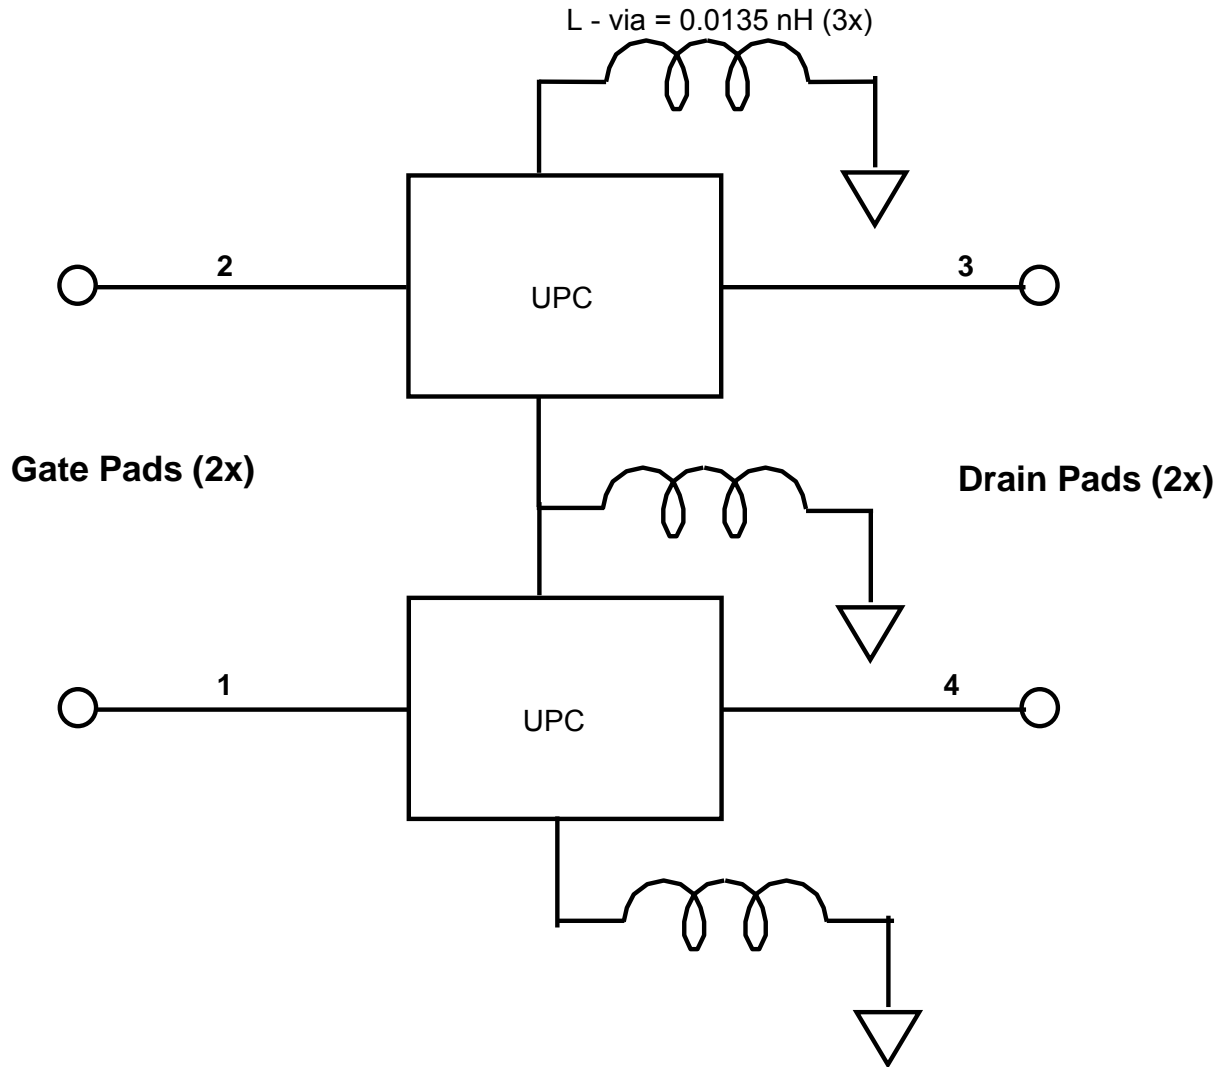 L - via = 0.0135 nH (3x)
2
3
UPC
Gate Pads (2x)
Drain Pads (2x)
1
4
UPC